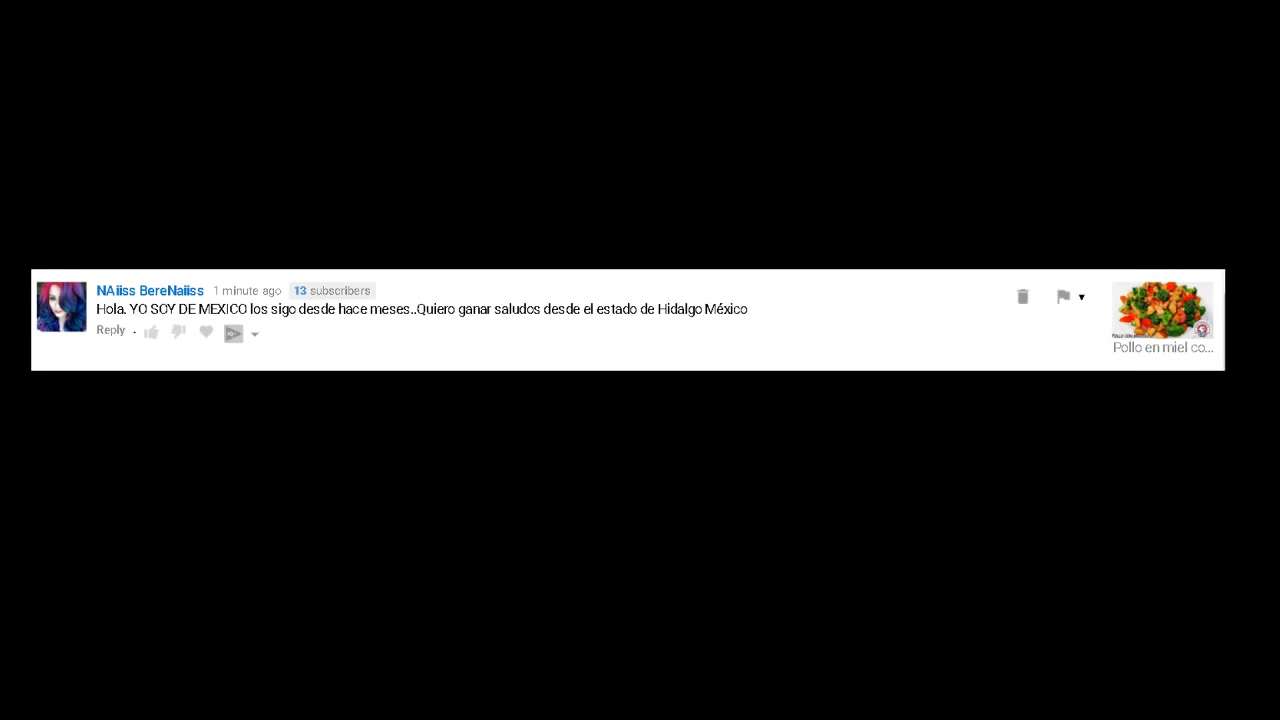 NAiiss BereNaiiss 1 minute ago 13 subscribers
Hola. YO SOY DE MEXICO los sigo desde hace meses..Quiero ganar saludos desde el estado de Hidalgo México
Reply
Pollo en miel co...